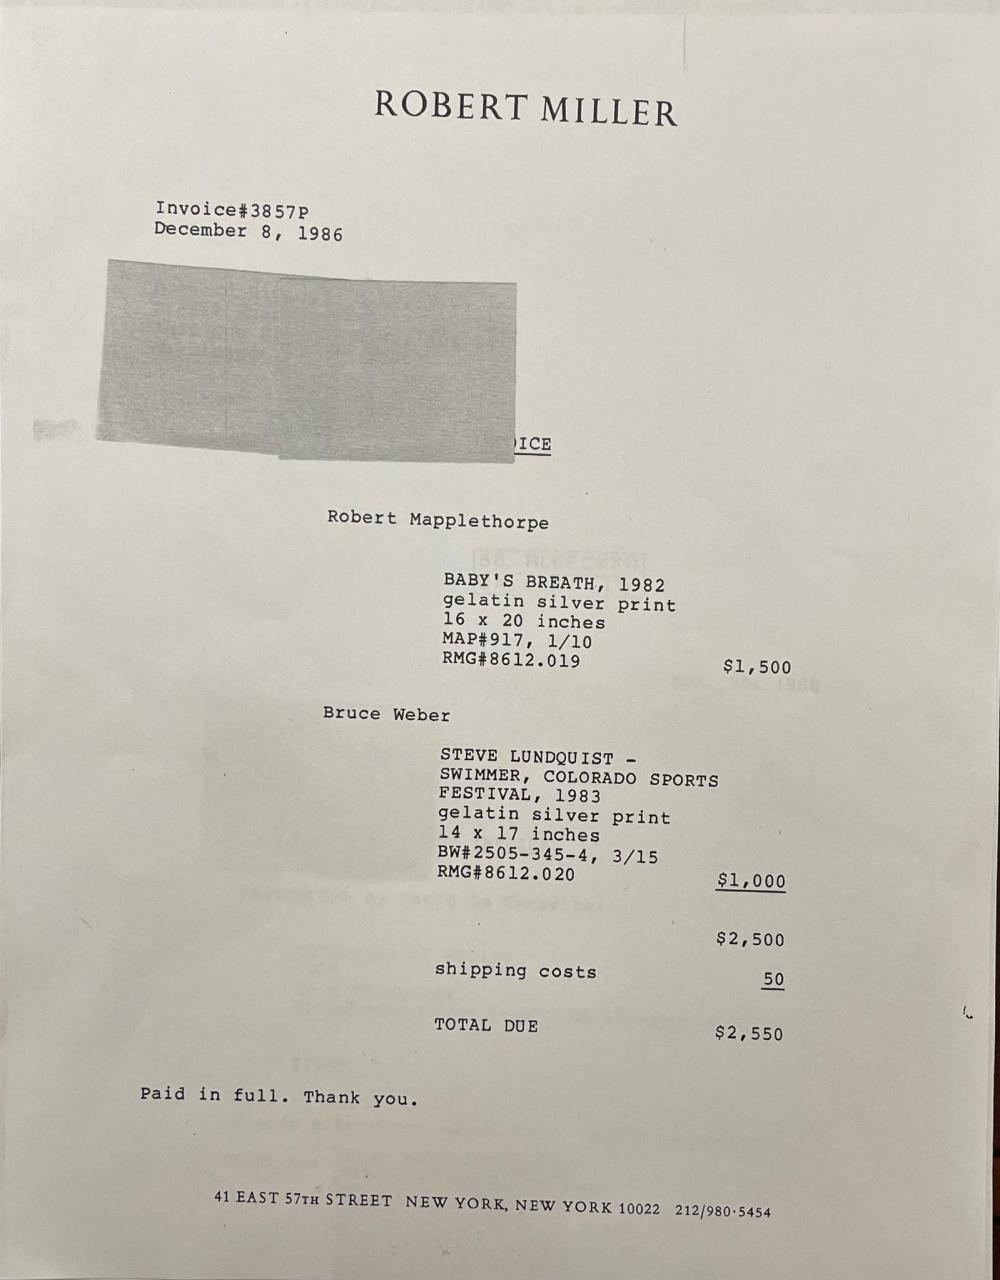 ROBERT MILLER
Invoice#3857P
December 8, 1986
ICE
Robert Mapplethorpe
BABY'S BREATH, 1982
gelatin silver print
16 x 20 inches
MAP#917, 1/10
RMG#8612.019 $1,500
Bruce Weber
STEVE LUNDQUIST -
SWIMMER, COLORADO SPORTS
FESTIVAL, 1983
gelatin silver print
14 x 17 inches
BW#2505-345-4, 3/15
RMG#8612.020 $1,000
$2,500
shipping costs 50
TOTAL DUE $2,550
Paid in full. Thank you.
41 EAST 57TH STREET NEW YORK, NEW YORK 10022 212/980·5454